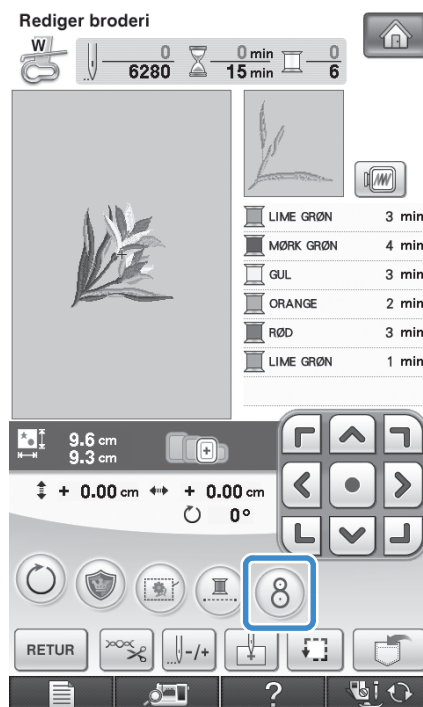 Rediger broderi
W
0 0 min 0
6280 15 min 6
LIME GRØN 3 min
MØRK GRØN 4 min
GUL 3 min
ORANGE 2 min
RØD 3 min
LIME GRØN 1 min
9.6 cm
9.3 cm
+ 0.00 cm + 0.00 cm
0°
8
RETUR -/+
?